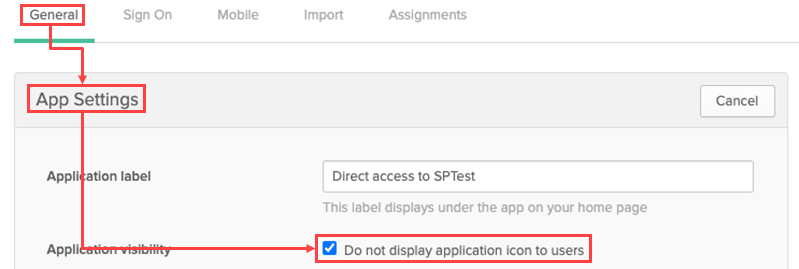 General Sign On Mobile Import Assignments
App Settings Cancel
Application label Direct access to SPTest
This label displays under the app on your home page
Application visibility Do not display application icon to users